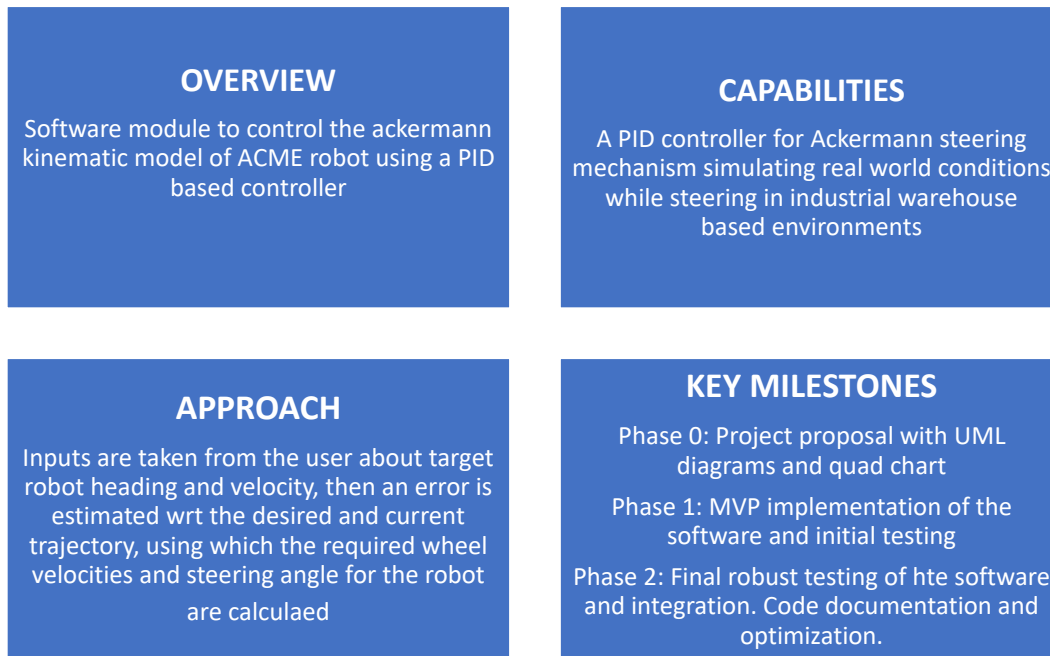 OVERVIEW
Software module to control the ackermann
kinematic model of ACME robot using a PID
based controller
CAPABILITIES
A PID controller for Ackermann steering
mechanism simulating real world conditions
while steering in industrial warehouse
based environments
APPROACH
Inputs are taken from the user about target
robot heading and velocity, then an error is
estimated wrt the desired and current
trajectory, using which the required wheel
velocities and steering angle for the robot
are calculaed
KEY MILESTONES
Phase 0: Project proposal with UML
diagrams and quad chart
Phase 1: MVP implementation of the
software and initial testing
Phase 2: Final robust testing of hte software
and integration. Code documentation and
optimization.